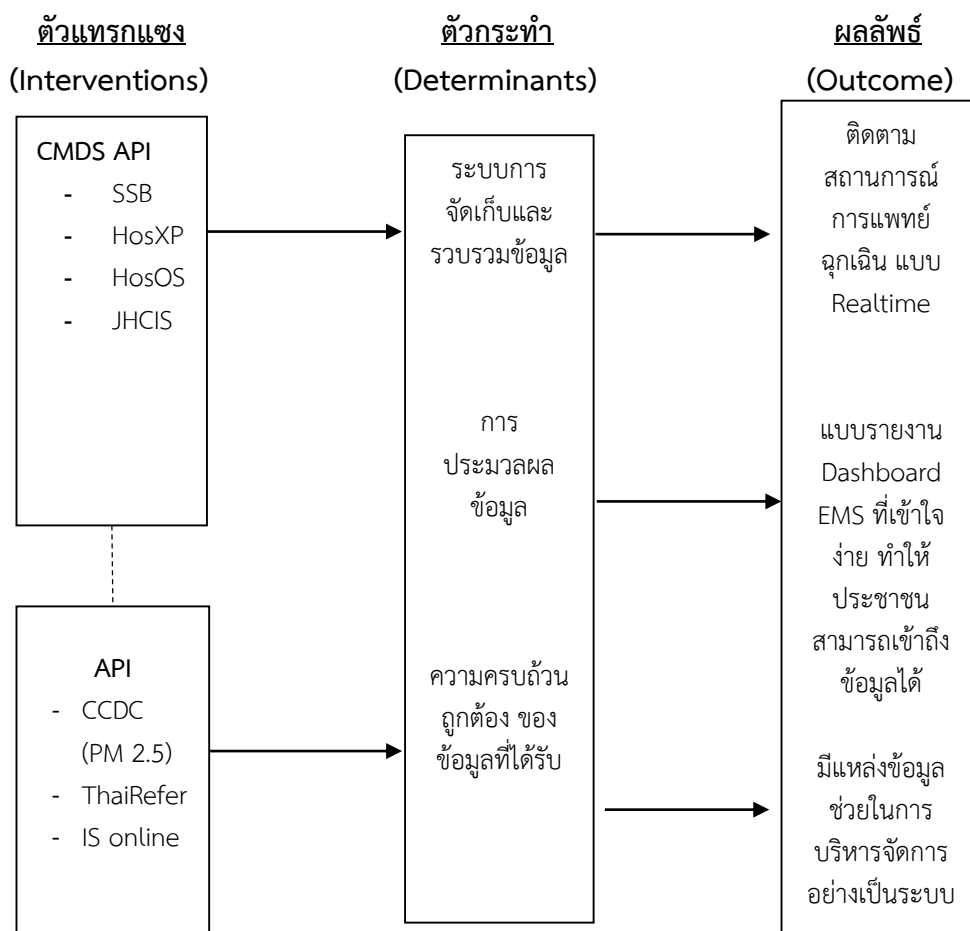 ตัวแทรกแซง
(Interventions)
CMDS API
- SSB
- HosXP
- HosOS
- JHCIS
API
- CCDC
(PM 2.5)
- ThaiRefer
- IS online
ตัวกระทำ
(Determinants)
ระบบการ
จัดเก็บและ
รวบรวมข้อมูล
การ
ประมวลผล
ข้อมูล
ความครบถ้วน
ถูกต้อง ของ
ข้อมูลที่ได้รับ
ผลลัพธ์
(Outcome)
ติดตาม
สถานการณ์
การแพทย์
ฉุกเฉิน แบบ
Realtime
แบบรายงาน
Dashboard
EMS ที่เข้าใจ
ง่าย ทำให้
ประชาชน
สามารถเข้าถึง
ข้อมูลได้
มีแหล่งข้อมูล
ช่วยในการ
บริหารจัดการ
อย่างเป็นระบบ